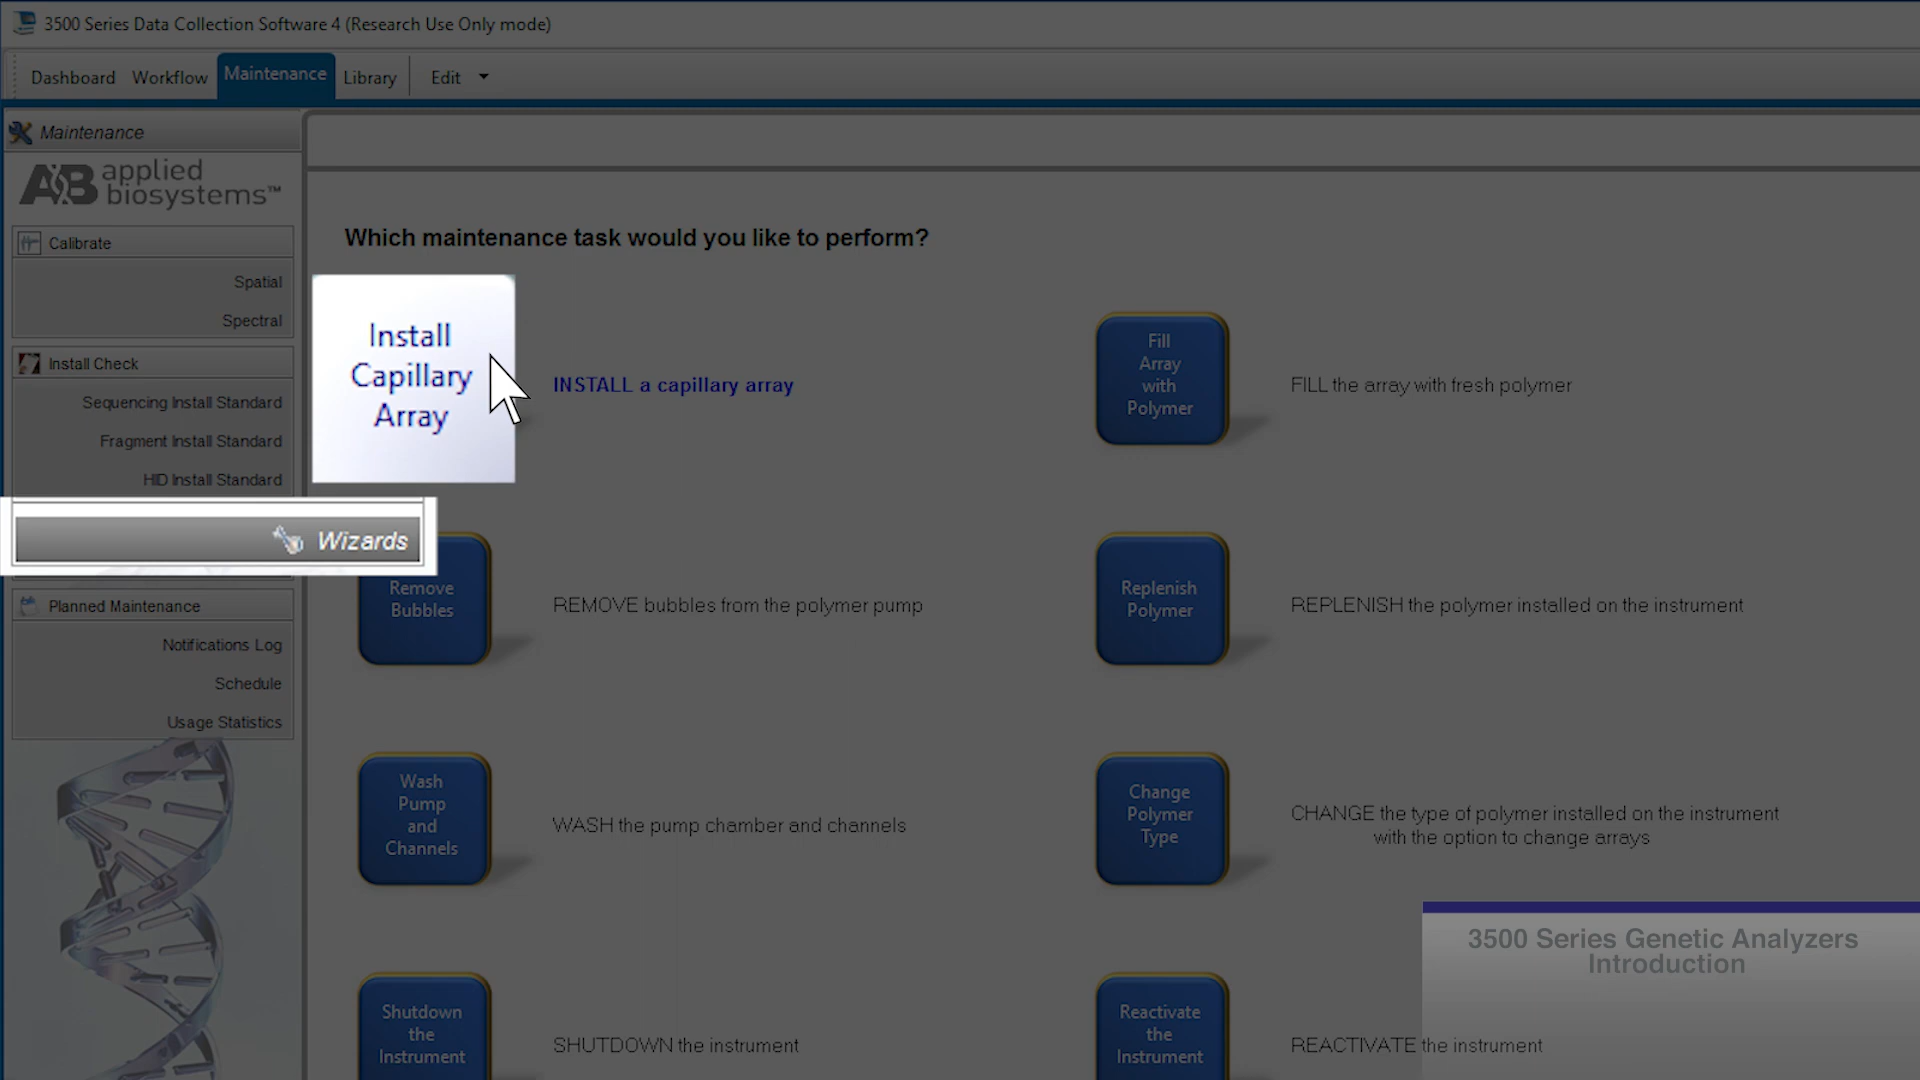 3500 Series Data Collection Software 4 (Research Use Only mode)
Dashboard Workflow Maintenance Library Edit
Maintenance
AB applied
biosystems™
Calibrate
Spatial
Spectral
Install Check
Sequencing Install Standard
Fragment Install Standard
HID Install Standard
Wizards
Planned Maintenance
Notifications Log
Schedule
Usage Statistics
Which maintenance task would you like to perform?
Install
Capillary
Array
INSTALL a capillary array
Fill
Array
with
Polymer
FILL the array with fresh polymer
Remove
Bubbles
REMOVE bubbles from the polymer pump
Replenish
Polymer
REPLENISH the polymer installed on the instrument
Wash
Pump
and
Channels
WASH the pump chamber and channels
Change
Polymer
Type
CHANGE the type of polymer installed on the instrument
with the option to change arrays
Shutdown
the
Instrument
SHUTDOWN the instrument
Reactivate
the
Instrument
REACTIVATE the instrument
3500 Series Genetic Analyzers
Introduction